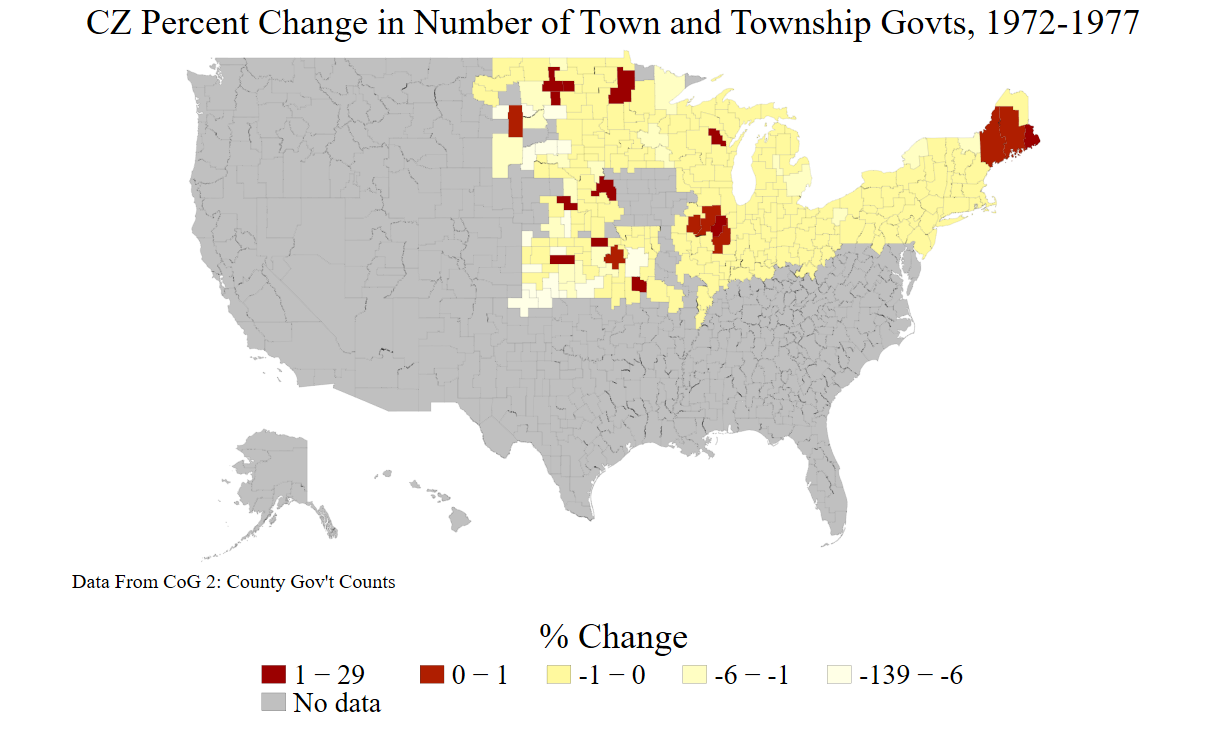 CZ Percent Change in Number of Town and Township Govts, 1972-1977
Data From CoG 2: County Gov't Counts
% Change
1 − 29 0 − 1 -1 − 0 -6 − -1 -139 − -6
No data